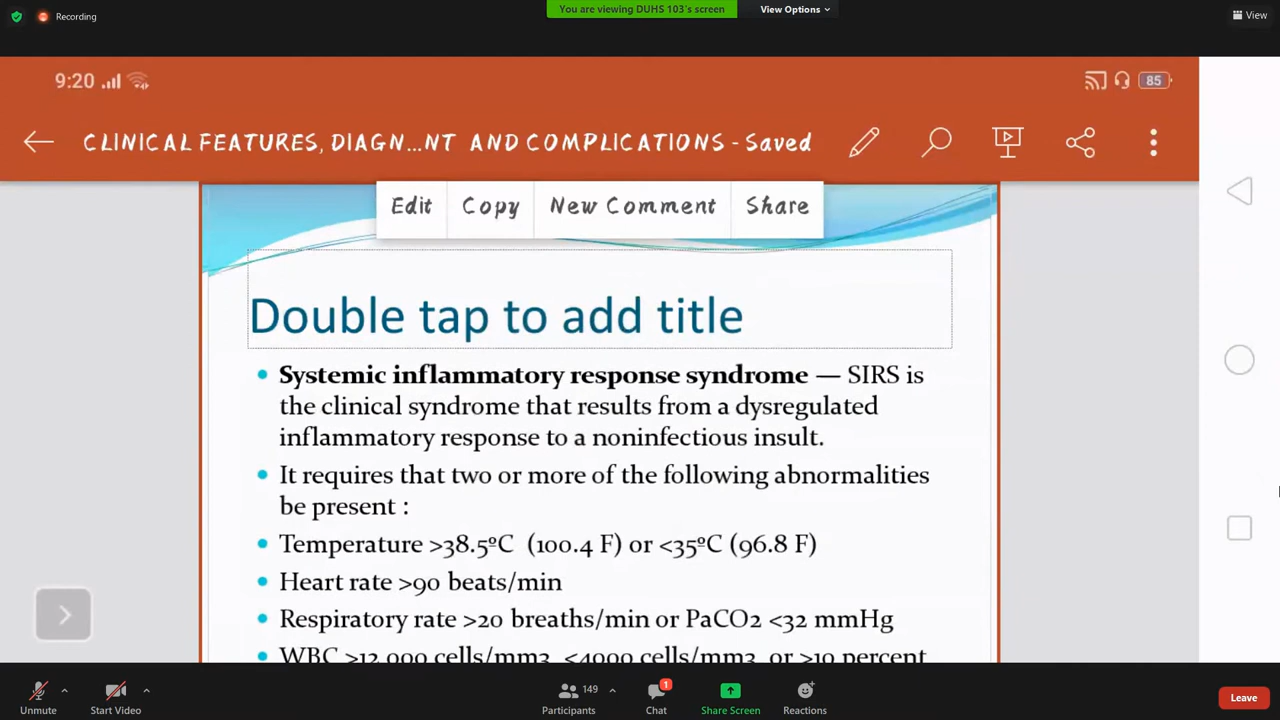 Recording
You are viewing DUHS 103's screen
View Options
View
9:20
85
CLINICAL FEATURES, DIAGN...NT AND COMPLICATIONS - Saved
Edit Copy New Comment Share
Double tap to add title
• Systemic inflammatory response syndrome — SIRS is
the clinical syndrome that results from a dysregulated
inflammatory response to a noninfectious insult.
• It requires that two or more of the following abnormalities
be present :
• Temperature >38.5ºC (100.4 F) or <35ºC (96.8 F)
• Heart rate >90 beats/min
• Respiratory rate >20 breaths/min or PaCO2 <32 mmHg
• WBC >12,000 cells/mm3, <4000 cells/mm3, or >10 percent
Unmute
Start Video
149
Participants
1
Chat
Share Screen
Reactions
Leave